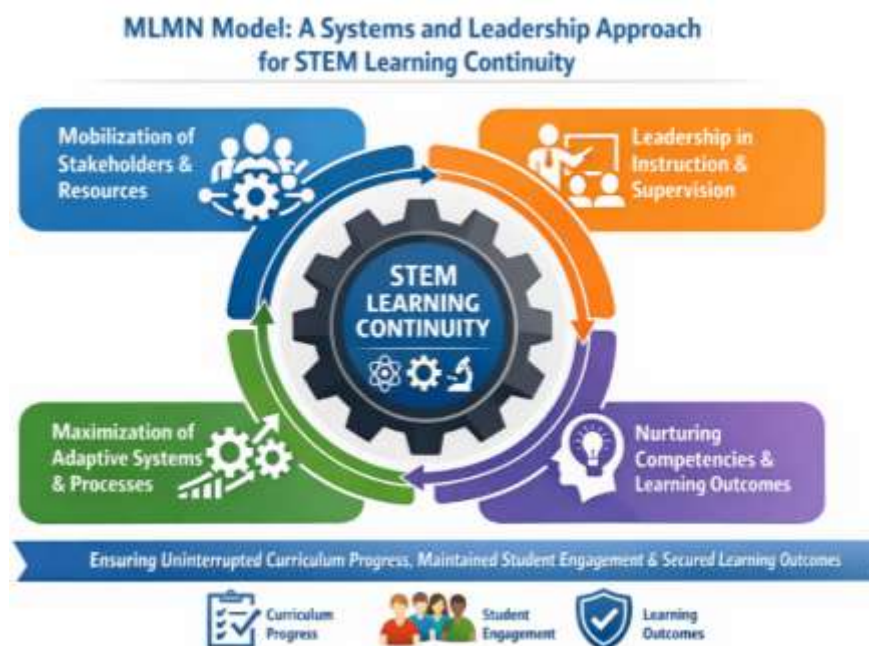 MLMN Model: A Systems and Leadership Approach
for STEM Learning Continuity
Mobilization of
Stakeholders &
Resources
Leadership in
Instruction &
Supervision
STEM
LEARNING
CONTINUITY
Maximization of
Adaptive Systems
& Processes
Nurturing
Competencies &
Learning Outcomes
Ensuring Uninterrupted Curriculum Progress, Maintained Student Engagement & Secured Learning Outcomes
Curriculum
Progress
Student
Engagement
Learning
Outcomes